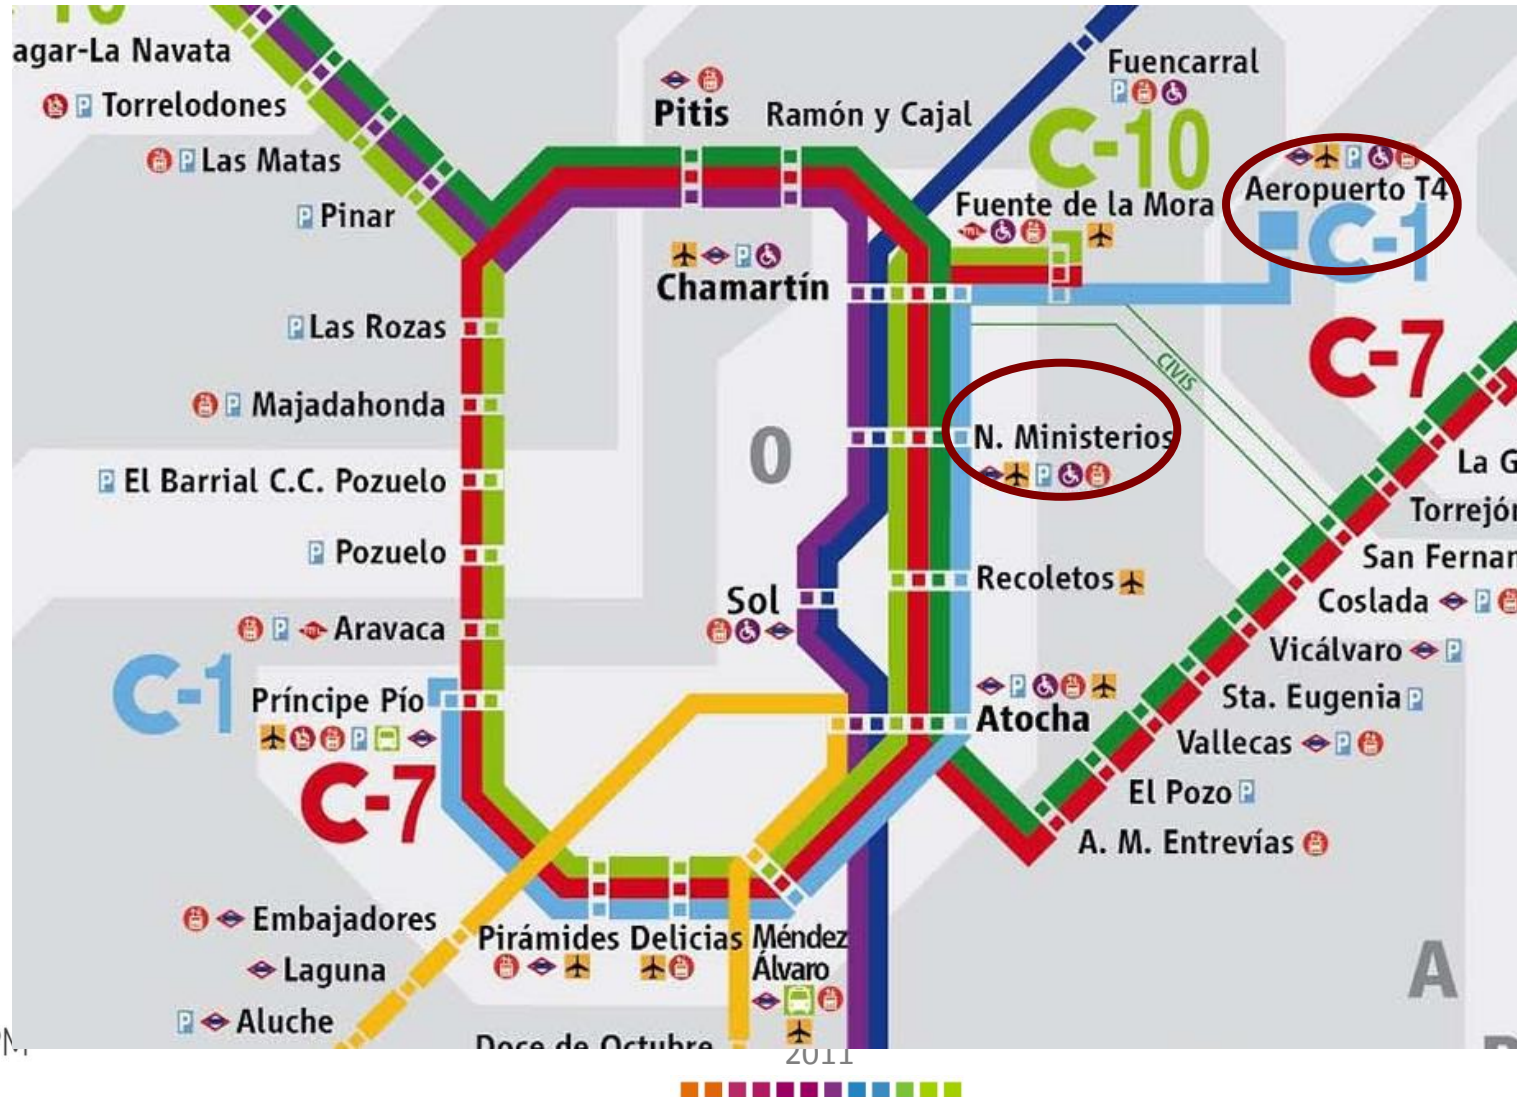 agar-La Navata
Torrelodones
Las Matas
Pinar
Pitis
Ramón y Cajal
Fuencarral
C-10
Fuente de la Mora
Aeropuerto T4
C-1
Chamartín
C-7
CIVIS
Las Rozas
Majadahonda
El Barrial C.C. Pozuelo
Pozuelo
Aravaca
0
N. Ministerios
La G
Torrejón
San Fernan
Coslada
Vicálvaro
Sta. Eugenia
Vallecas
El Pozo
A. M. Entrevías
Recoletos
Sol
Atocha
C-1
Príncipe Pío
C-7
Embajadores
Laguna
Aluche
Pirámides
Delicias
Méndez
Álvaro
Doce de Octubre
A
2011